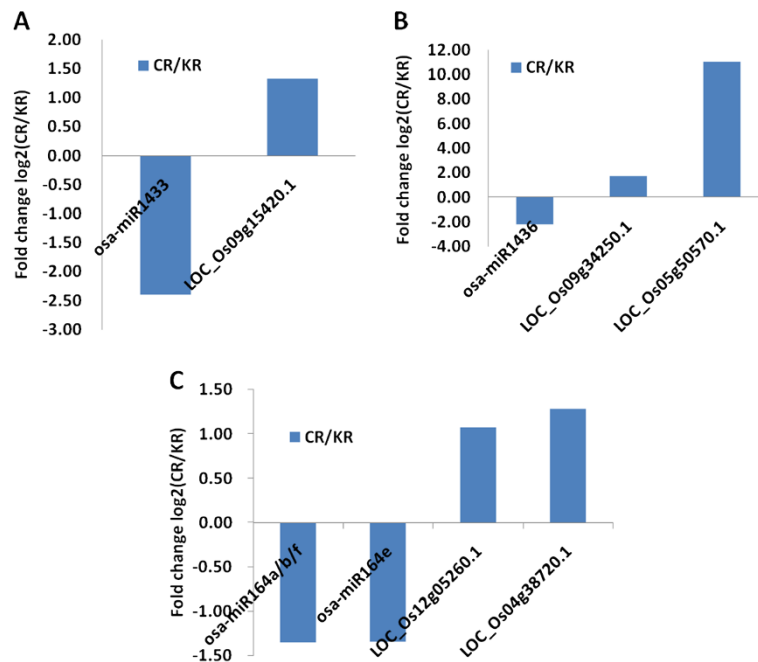 A
Fold change log2(CR/KR)
2.00
1.50
1.00
0.50
0.00
-0.50
-1.00
-1.50
-2.00
-2.50
-3.00
CR/KR
osa-miR1433
LOC_Os09g15420.1
B
Fold change log2(CR/KR)
12.00
10.00
8.00
6.00
4.00
2.00
0.00
-2.00
-4.00
CR/KR
osa-miR1436
LOC_Os09g34250.1
LOC_Os05g50570.1
C
Fold change log2(CR/KR)
1.50
1.00
0.50
0.00
-0.50
-1.00
-1.50
CR/KR
osa-miR164a/b/f
osa-miR164e
LOC_Os12g05260.1
LOC_Os04g38720.1